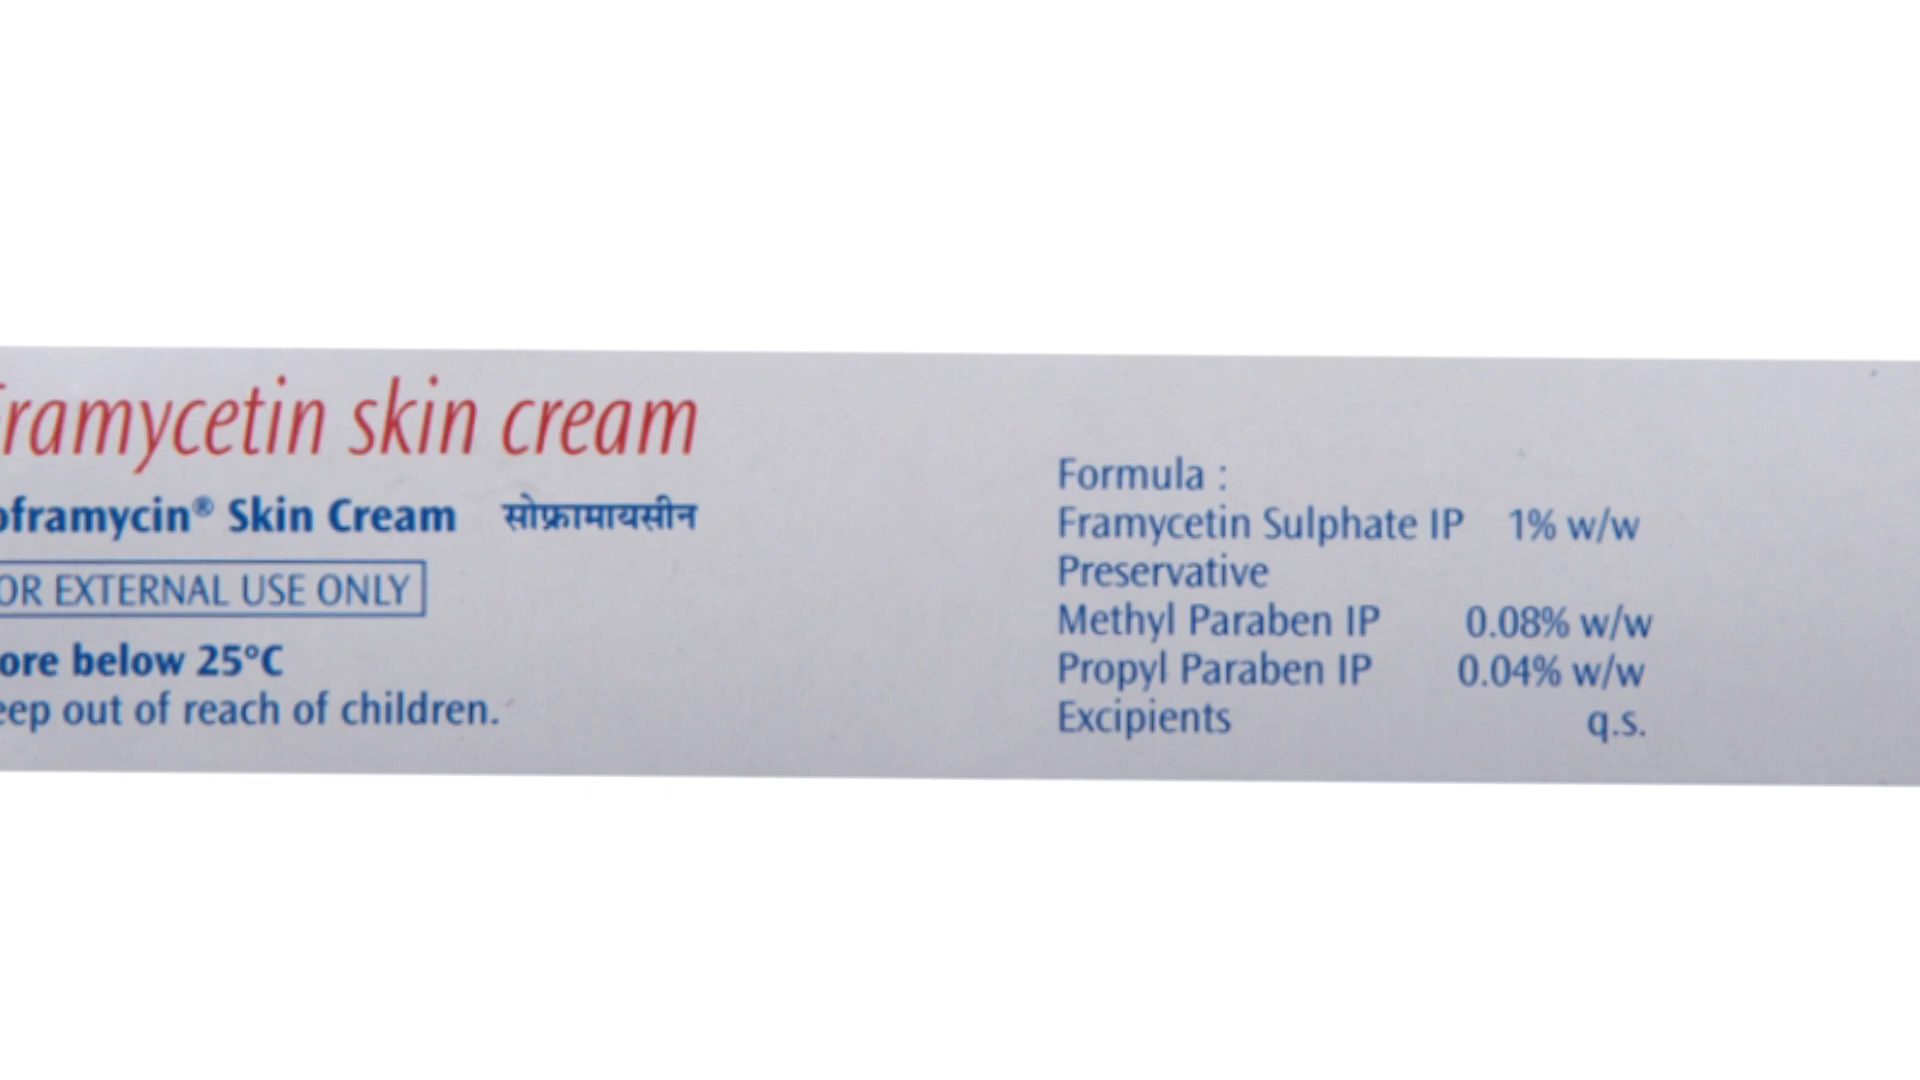 ramycetin skin cream
oframycin® Skin Cream सोफ्रामायसीन
OR EXTERNAL USE ONLY
ore below 25°C
eep out of reach of children.
Formula :
Framycetin Sulphate IP 1% w/w
Preservative
Methyl Paraben IP 0.08% w/w
Propyl Paraben IP 0.04% w/w
Excipients q.s.